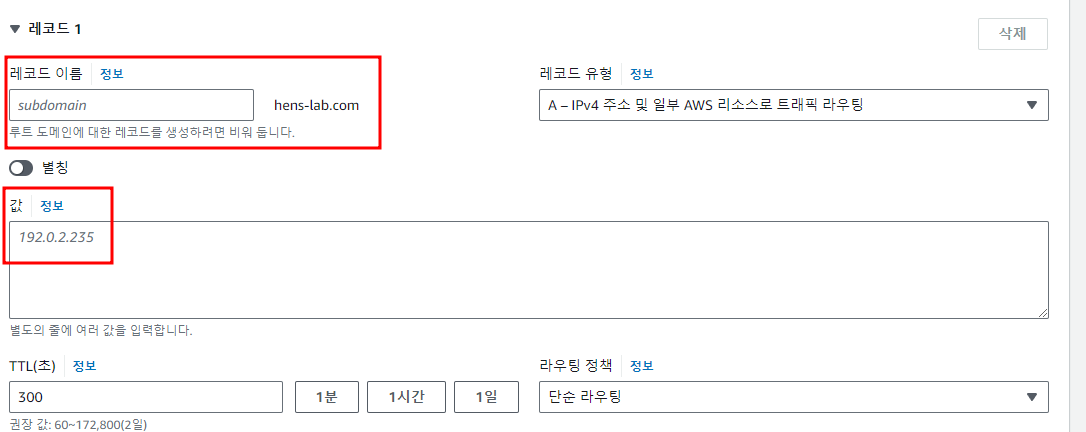 ▼ 레코드 1
삭제
레코드 이름 정보
subdomain hens-lab.com
루트 도메인에 대한 레코드를 생성하려면 비워 둡니다.
레코드 유형 정보
A – IPv4 주소 및 일부 AWS 리소스로 트래픽 라우팅
별칭
값 정보
192.0.2.235
별도의 줄에 여러 값을 입력합니다.
TTL(초) 정보
300 1분 1시간 1일
권장 값: 60~172,800(2일)
라우팅 정책 정보
단순 라우팅